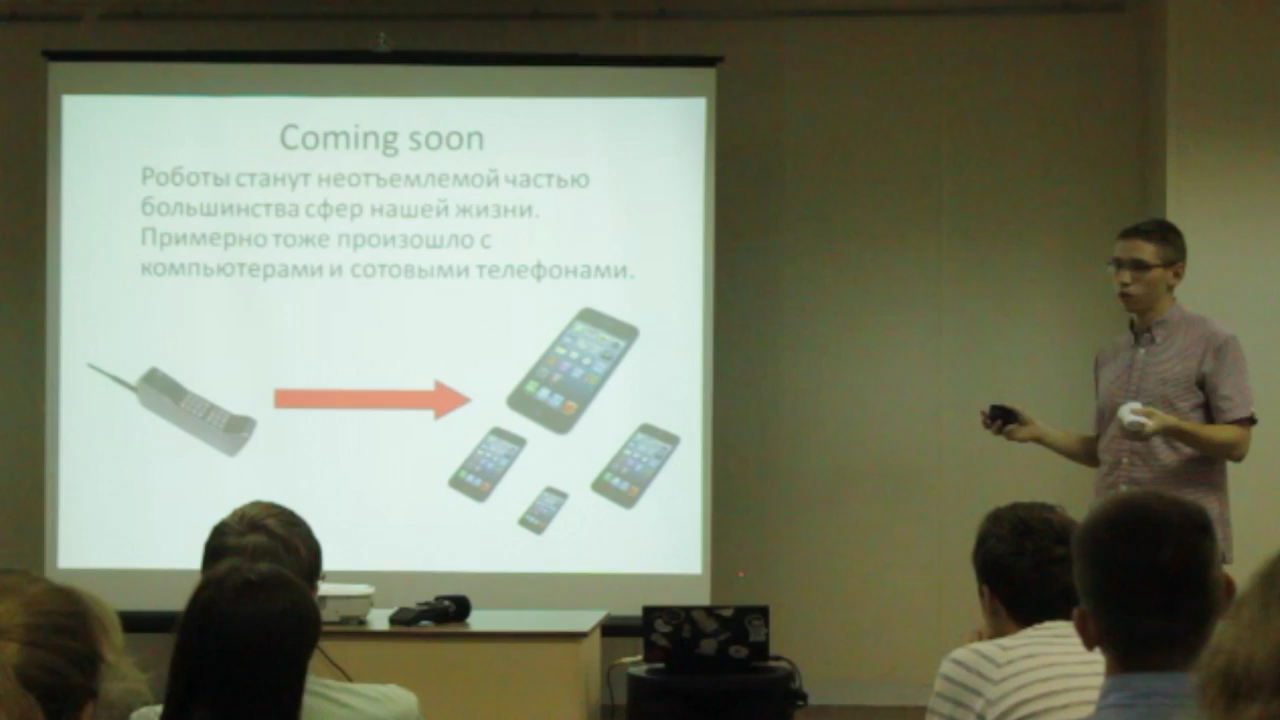 Coming soon
Роботы станут неотъемлемой частью
большинства сфер нашей жизни.
Примерно тоже произошло с
компьютерами и сотовыми телефонами.